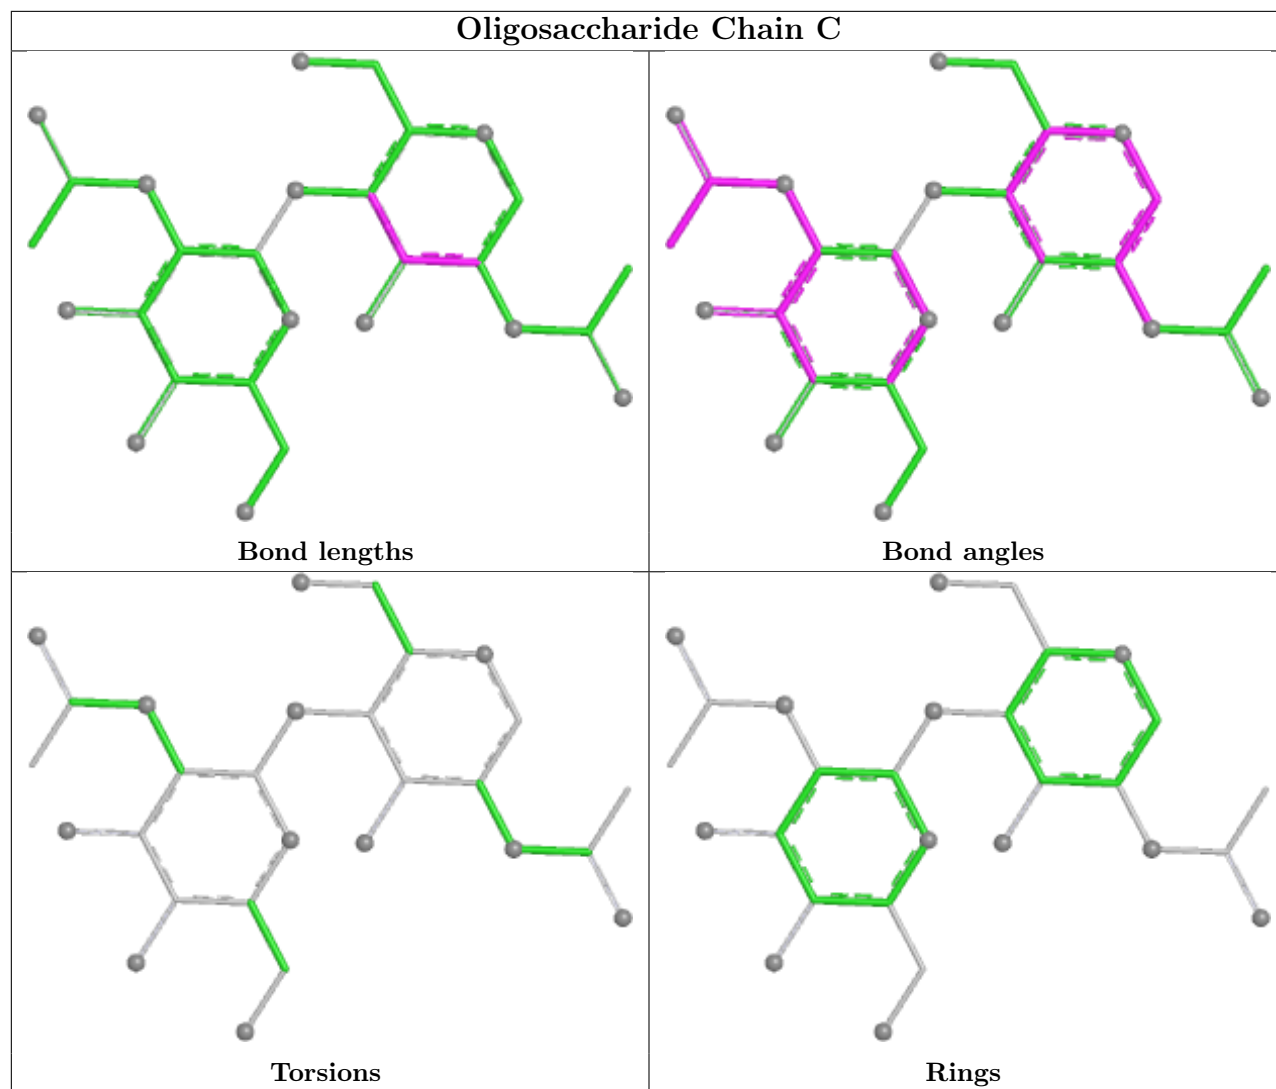 Oligosaccharide Chain C
Bond lengths
Bond angles
Torsions
Rings